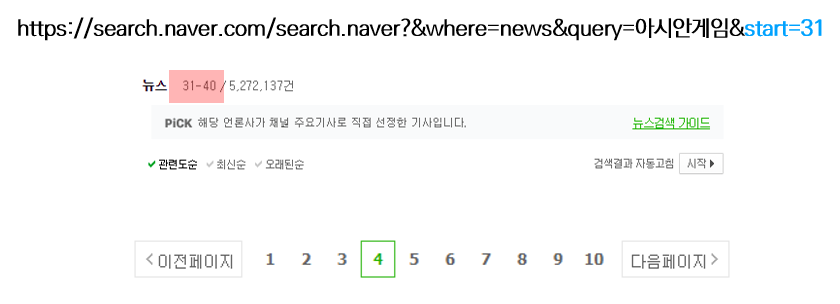 https://search.naver.com/search.naver?&where=news&query=아시안게임&start=31
뉴스 31-40 / 5,272,137건
PiCK 해당 언론사가 채널 주요기사로 직접 선정한 기사입니다. 뉴스검색 가이드
관련도순 최신순 오래된순 검색결과 자동고침 시작
이전페이지 1 2 3 4 5 6 7 8 9 10 다음페이지